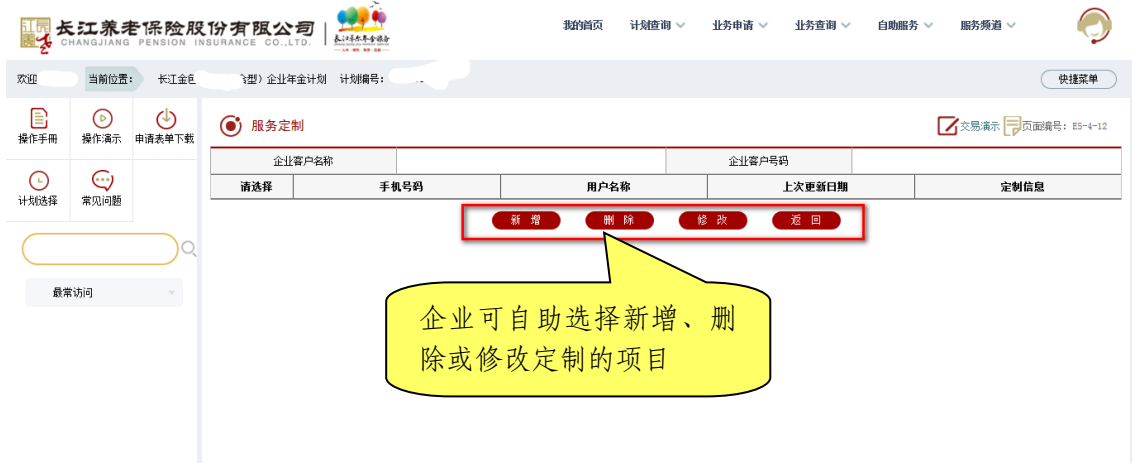 长江养老保险股份有限公司
CHANGJIANG PENSION INSURANCE CO.,LTD.
我的首页 计划查询 业务申请 业务查询 自助服务 服务频道
欢迎 当前位置: 长江金色 合型）企业年金计划 计划编号: 快捷菜单
操作手册 操作演示 申请表单下载
计划选择 常见问题
最常访问
服务定制 交易演示 页面编号: E5-4-12
企业客户名称 企业客户号码
请选择 手机号码 用户名称 上次更新日期 定制信息
新 增 删 除 修 改 返 回
企业可自助选择新增、删
除或修改定制的项目